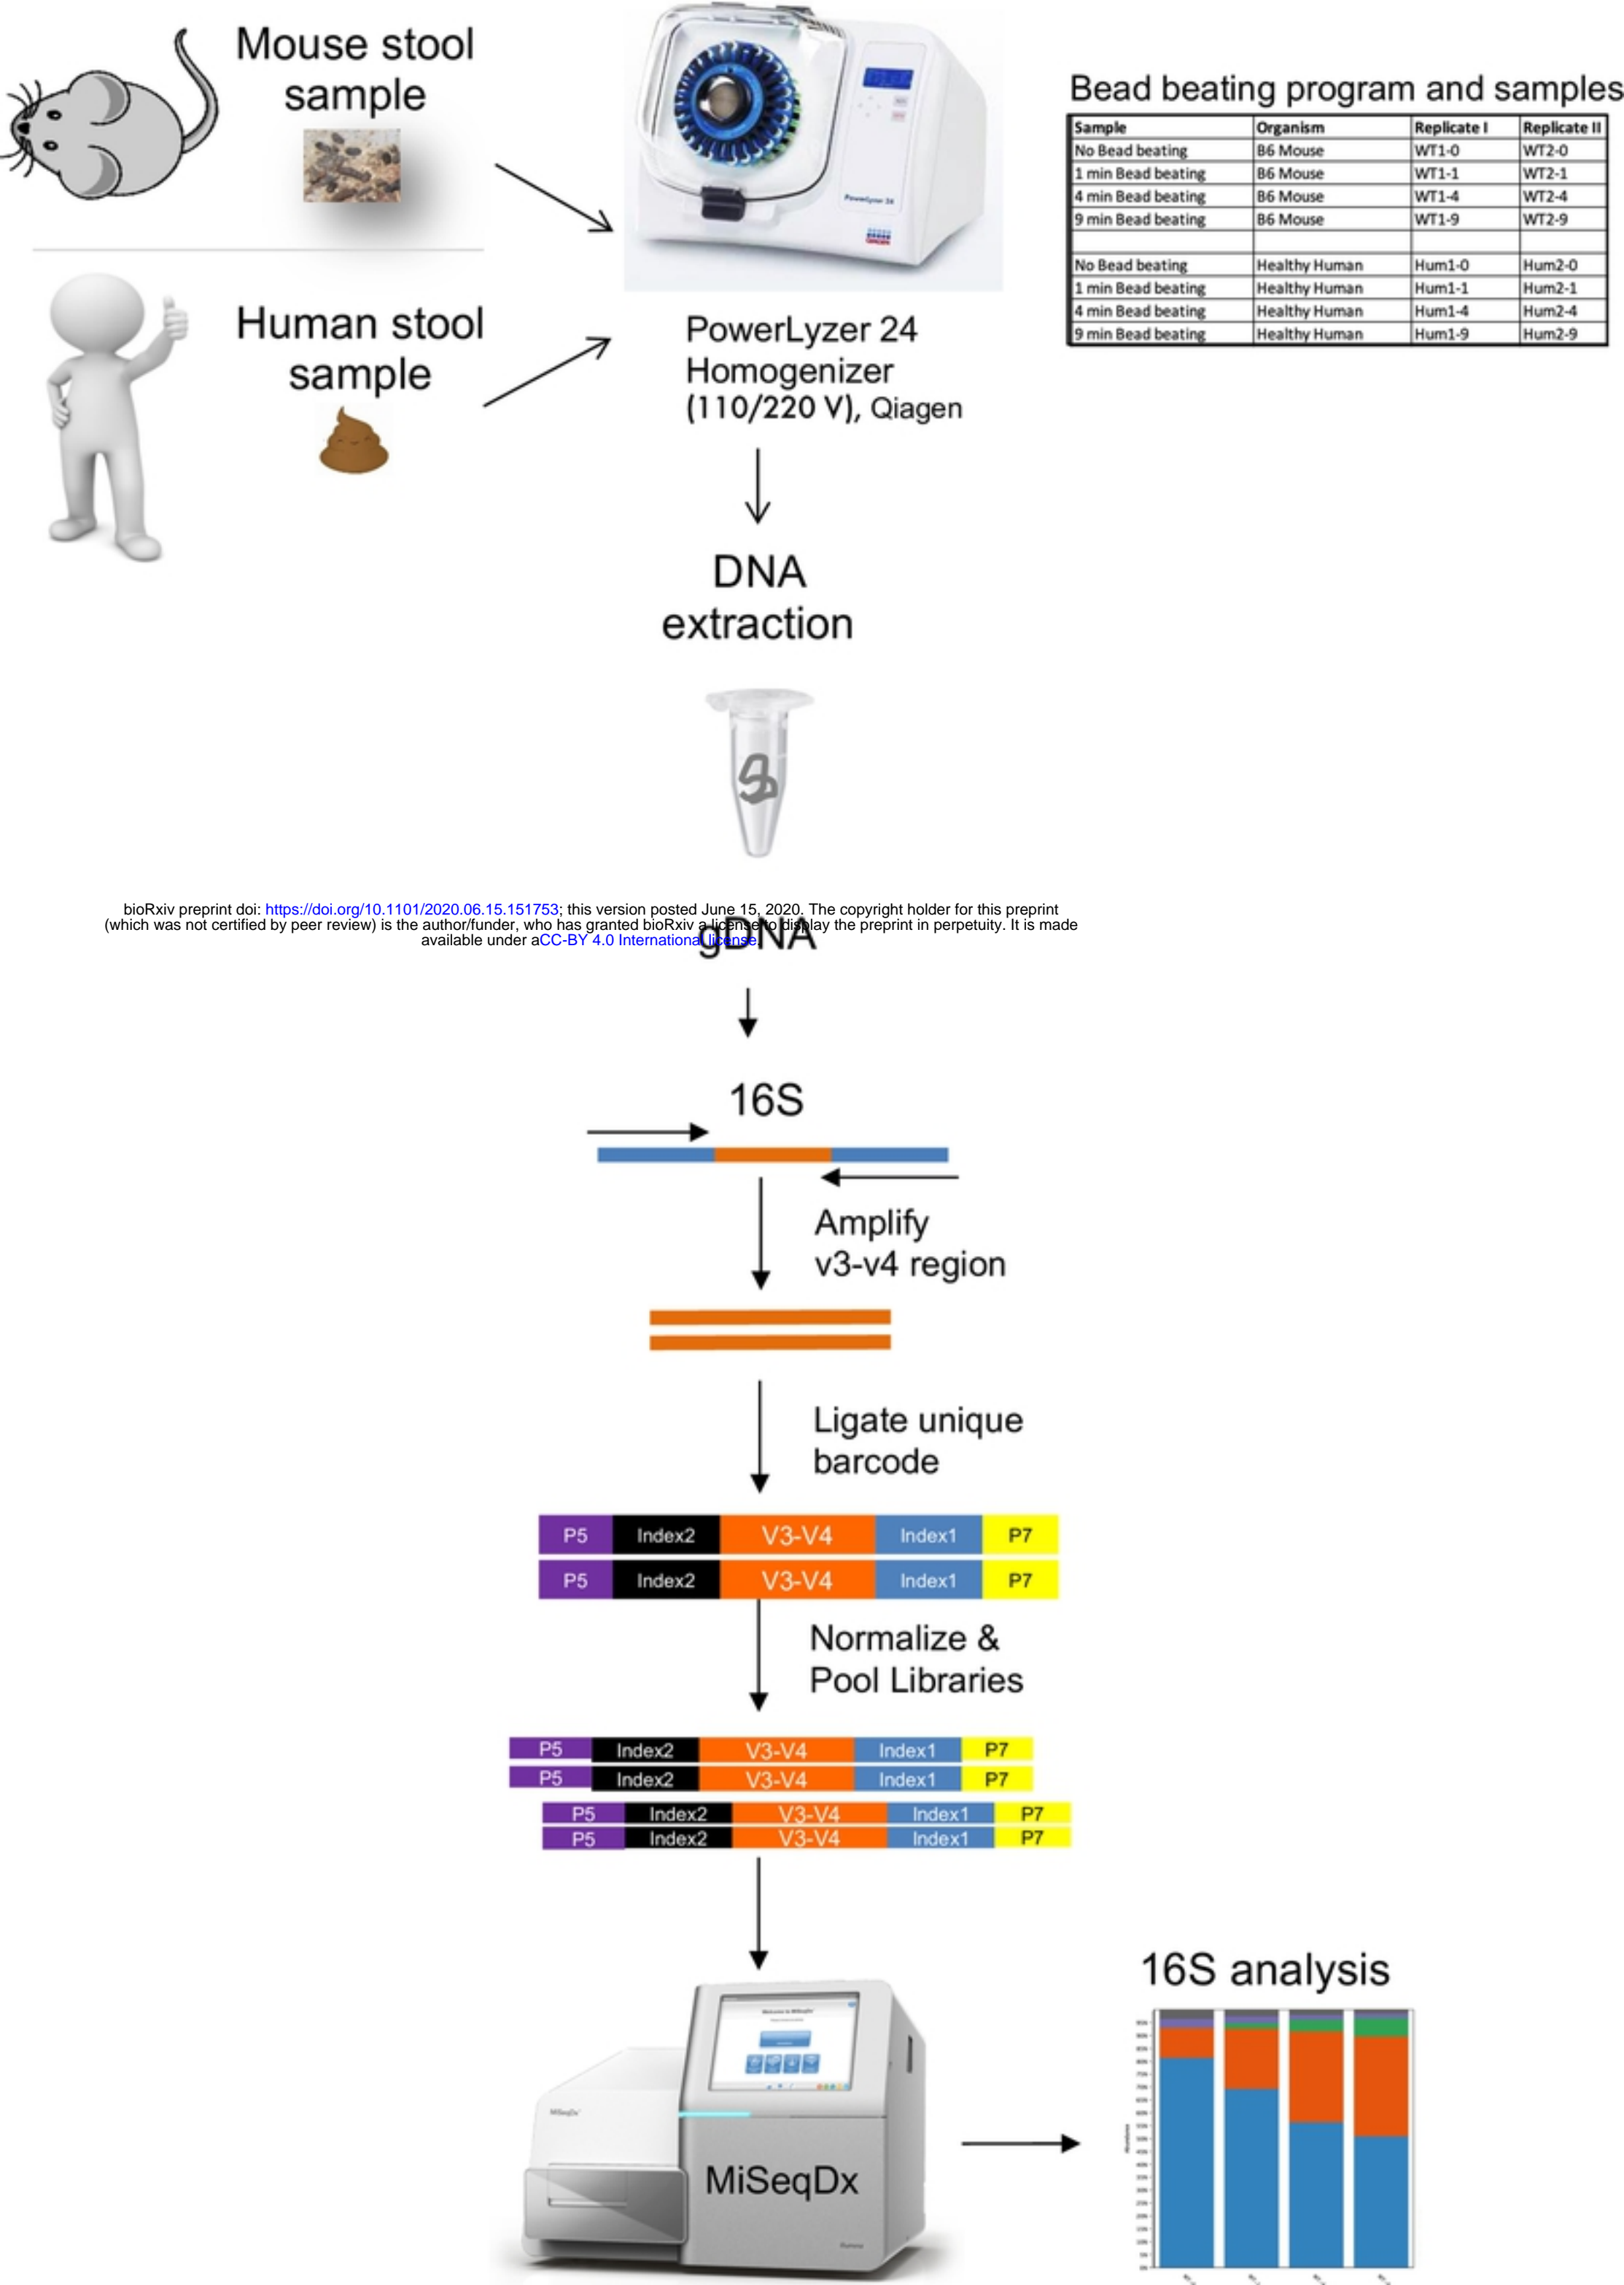 Mouse stool
sample
Human stool
sample
PowerLyzer 24
PowerLyzer 24
Homogenizer
(110/220 V), Qiagen
Bead beating program and samples
Sample Organism Replicate I Replicate II
No Bead beating B6 Mouse WT1-0 WT2-0
1 min Bead beating B6 Mouse WT1-1 WT2-1
4 min Bead beating B6 Mouse WT1-4 WT2-4
9 min Bead beating B6 Mouse WT1-9 WT2-9
No Bead beating Healthy Human Hum1-0 Hum2-0
1 min Bead beating Healthy Human Hum1-1 Hum2-1
4 min Bead beating Healthy Human Hum1-4 Hum2-4
9 min Bead beating Healthy Human Hum1-9 Hum2-9
DNA
extraction
bioRxiv preprint doi: https://doi.org/10.1101/2020.06.15.151753; this version posted June 15, 2020. The copyright holder for this preprint
(which was not certified by peer review) is the author/funder, who has granted bioRxiv a license to display the preprint in perpetuity. It is made
available under aCC-BY 4.0 International license.
gDNA
16S
Amplify
v3-v4 region
Ligate unique
barcode
P5 Index2 V3-V4 Index1 P7
P5 Index2 V3-V4 Index1 P7
Normalize &
Pool Libraries
P5 Index2 V3-V4 Index1 P7
P5 Index2 V3-V4 Index1 P7
P5 Index2 V3-V4 Index1 P7
P5 Index2 V3-V4 Index1 P7
MiSeqDx
MiSeqDx
16S analysis